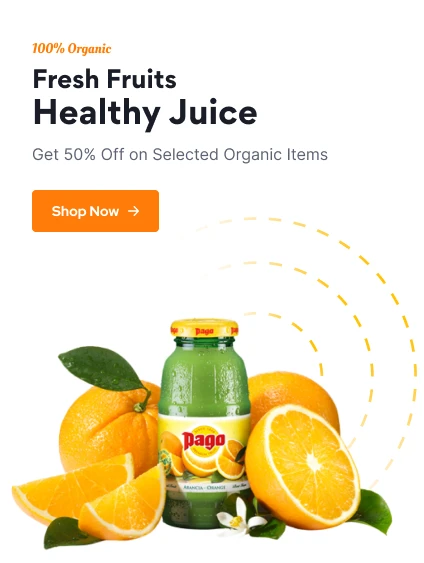 100% Organic
Fresh Fruits
Healthy Juice
Get 50% Off on Selected Organic Items
Shop Now →
Pago
Pago
ARANCIA - ORANGE